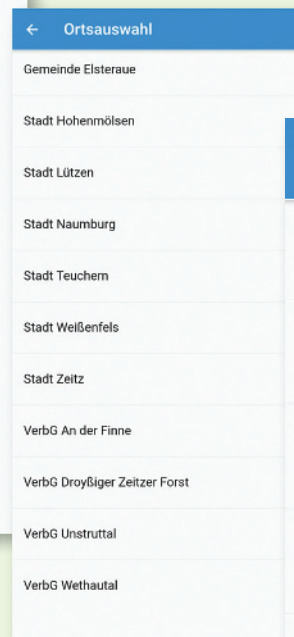 ← Ortsauswahl
Gemeinde Elsteraue
Stadt Hohenmölsen
Stadt Lützen
Stadt Naumburg
Stadt Teuchern
Stadt Weißenfels
Stadt Zeitz
VerbG An der Finne
VerbG Droyßiger Zeitzer Forst
VerbG Unstruttal
VerbG Wethautal